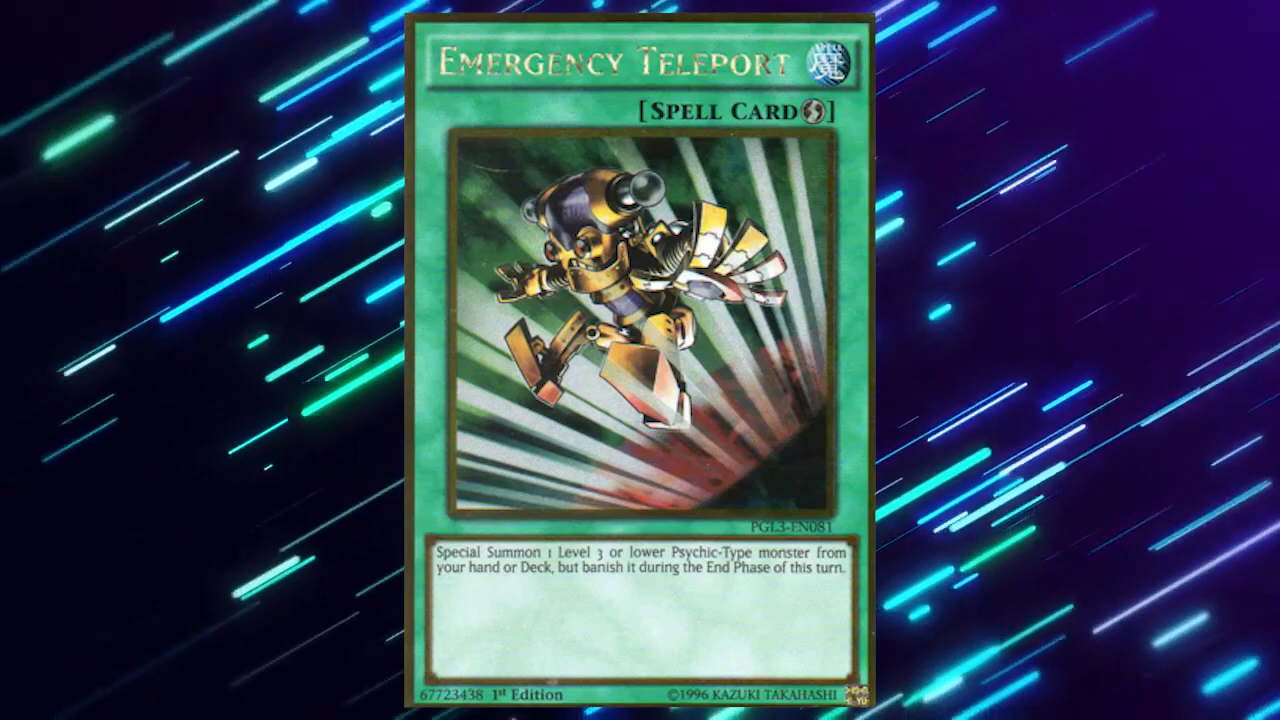 EMERGENCY TELEPORT
SPELL
魔
[SPELL CARD]
PGL3-EN081
Special Summon 1 Level 3 or lower Psychic-Type monster from
your hand or Deck, but banish it during the End Phase of this turn.
67723438 1st Edition
©1996 KAZUKI TAKAHASHI